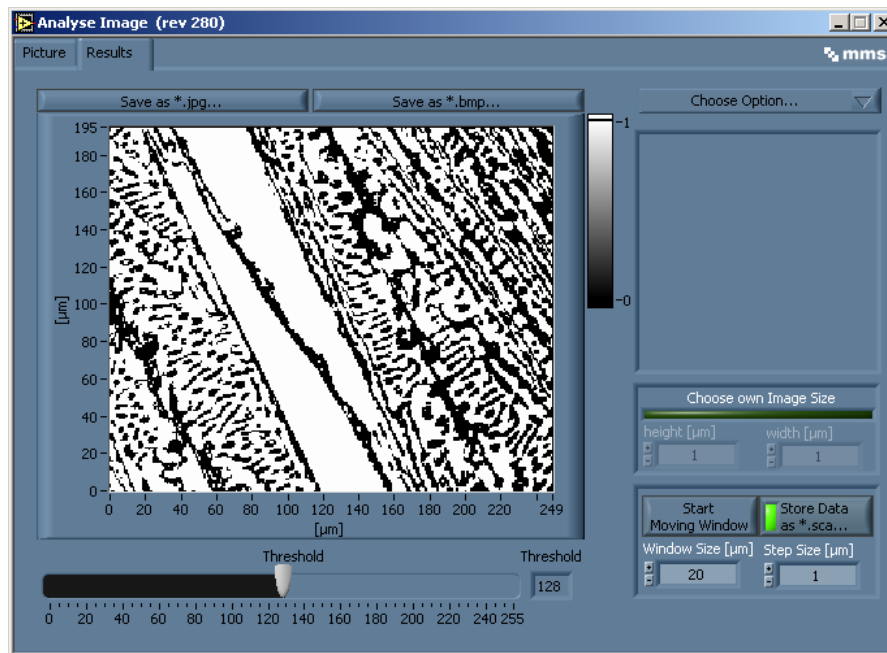 Analyse Image (rev 280)
Picture Results
mms
Save as *.jpg... Save as *.bmp... Choose Option...
195
180
160
140
120
100
80
60
40
20
0
[µm]
0 20 40 60 80 100 120 140 160 180 200 220 249
[µm]
1
0
Choose own Image Size
height [µm] width [µm]
1 1
Start
Moving Window
Store Data
as *.sca...
Window Size [µm] Step Size [µm]
20 1
Threshold Threshold
128
0 20 40 60 80 100 120 140 160 180 200 220 240 255